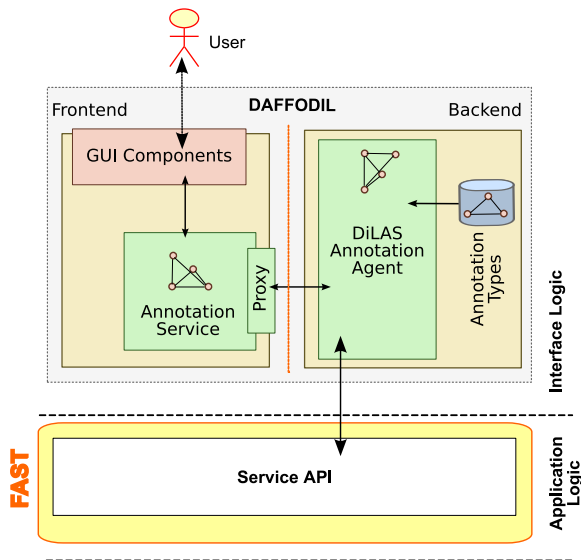 User
Frontend
DAFFODIL
Backend
GUI Components
DiLAS
Annotation
Agent
Annotation
Types
Annotation
Service
Proxy
Interface Logic
FAST
Service API
Application
Logic